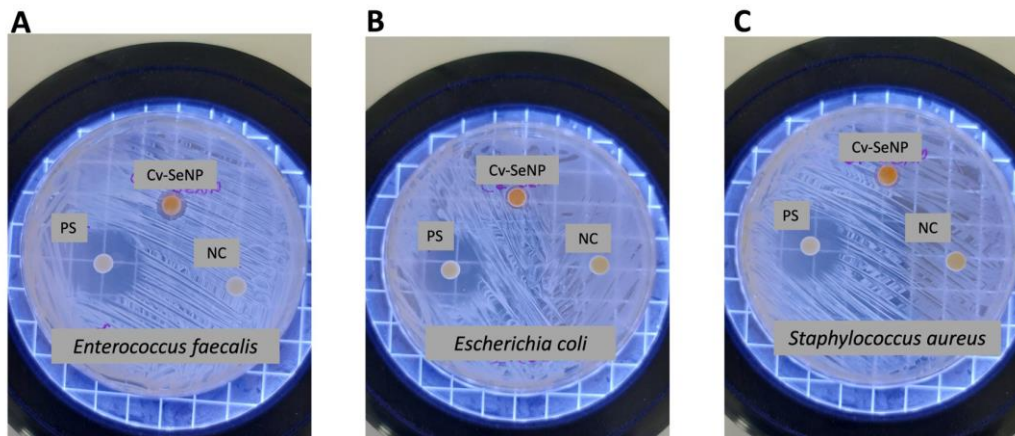 A
B
C
Cv-SeNP
PS
NC
Enterococcus faecalis
Cv-SeNP
PS
NC
Escherichia coli
Cv-SeNP
PS
NC
Staphylococcus aureus